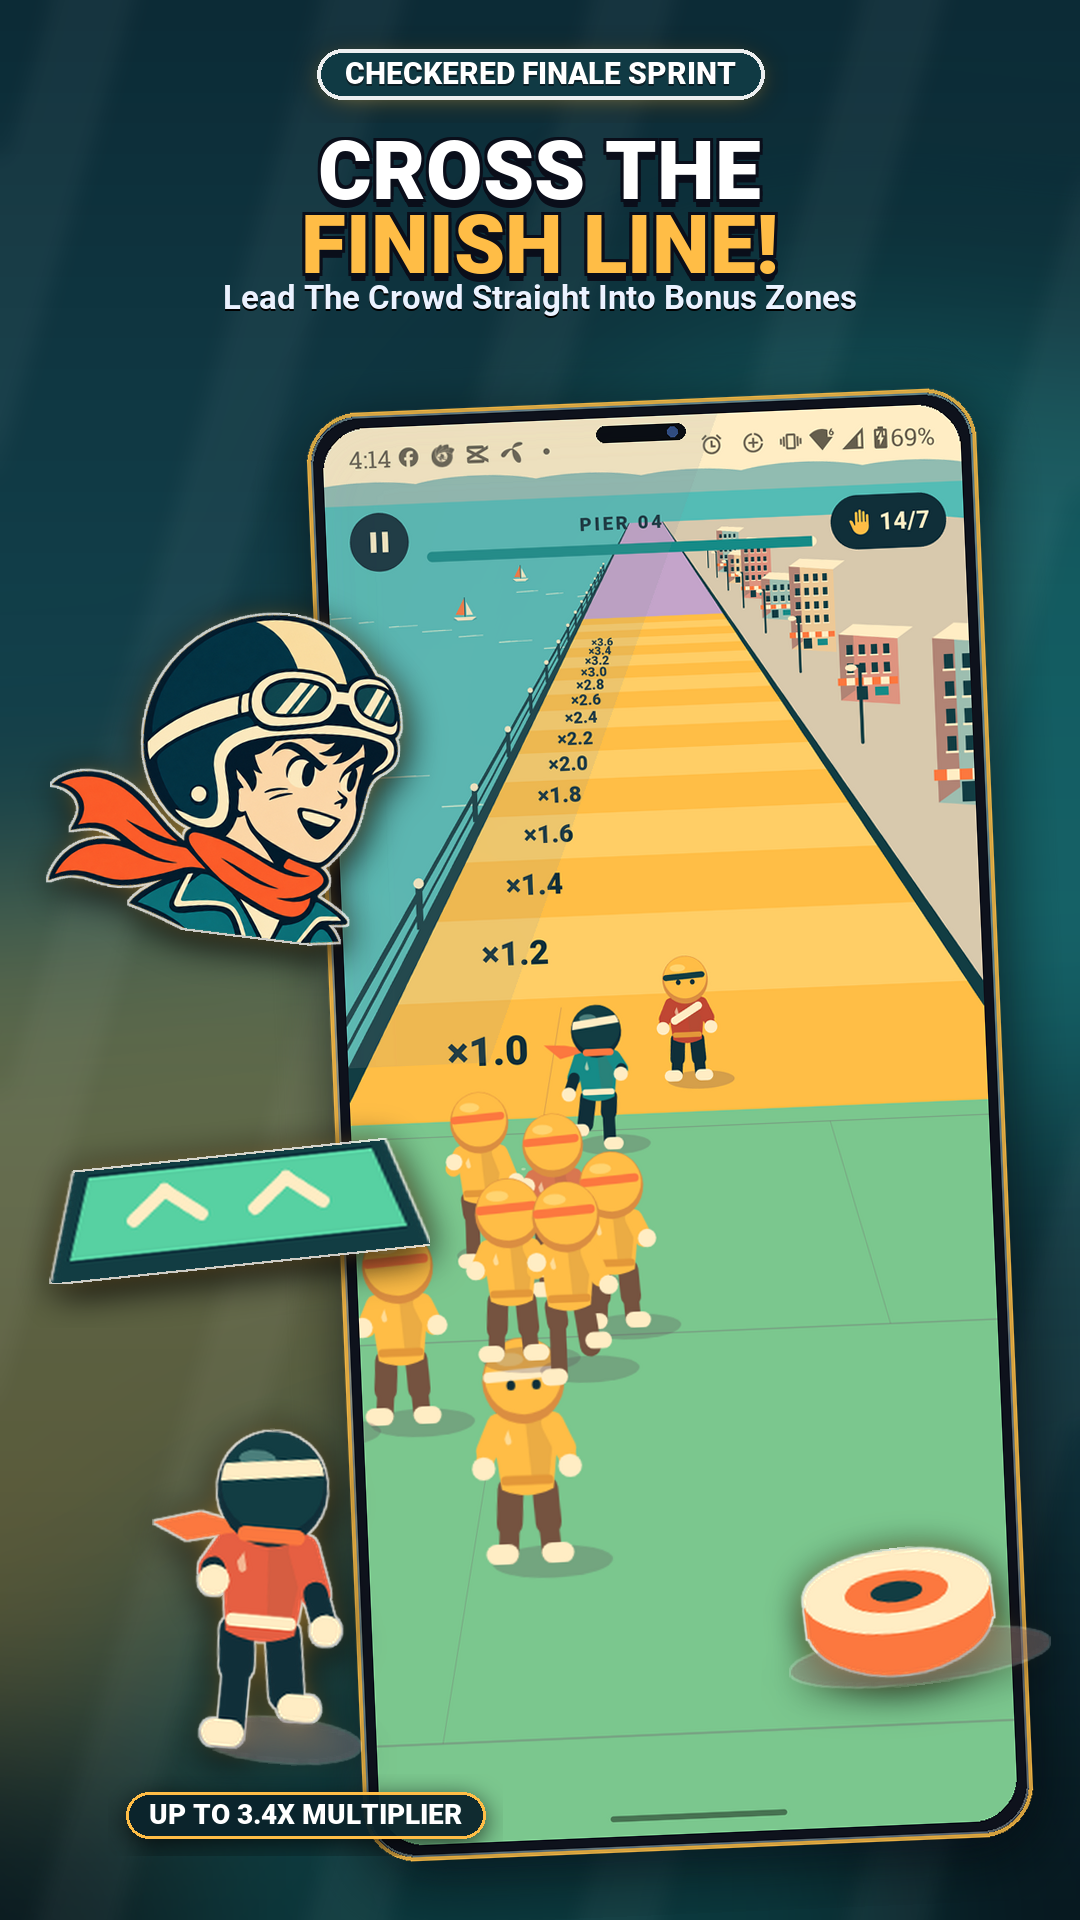 CHECKERED FINALE SPRINT
CROSS THE
FINISH LINE!
Lead The Crowd Straight Into Bonus Zones
4:14
69%
PIER 04
14/7
×3.6
×3.4
×3.2
×3.0
×2.8
×2.6
×2.4
×2.2
×2.0
×1.8
×1.6
×1.4
×1.2
×1.0
UP TO 3.4X MULTIPLIER